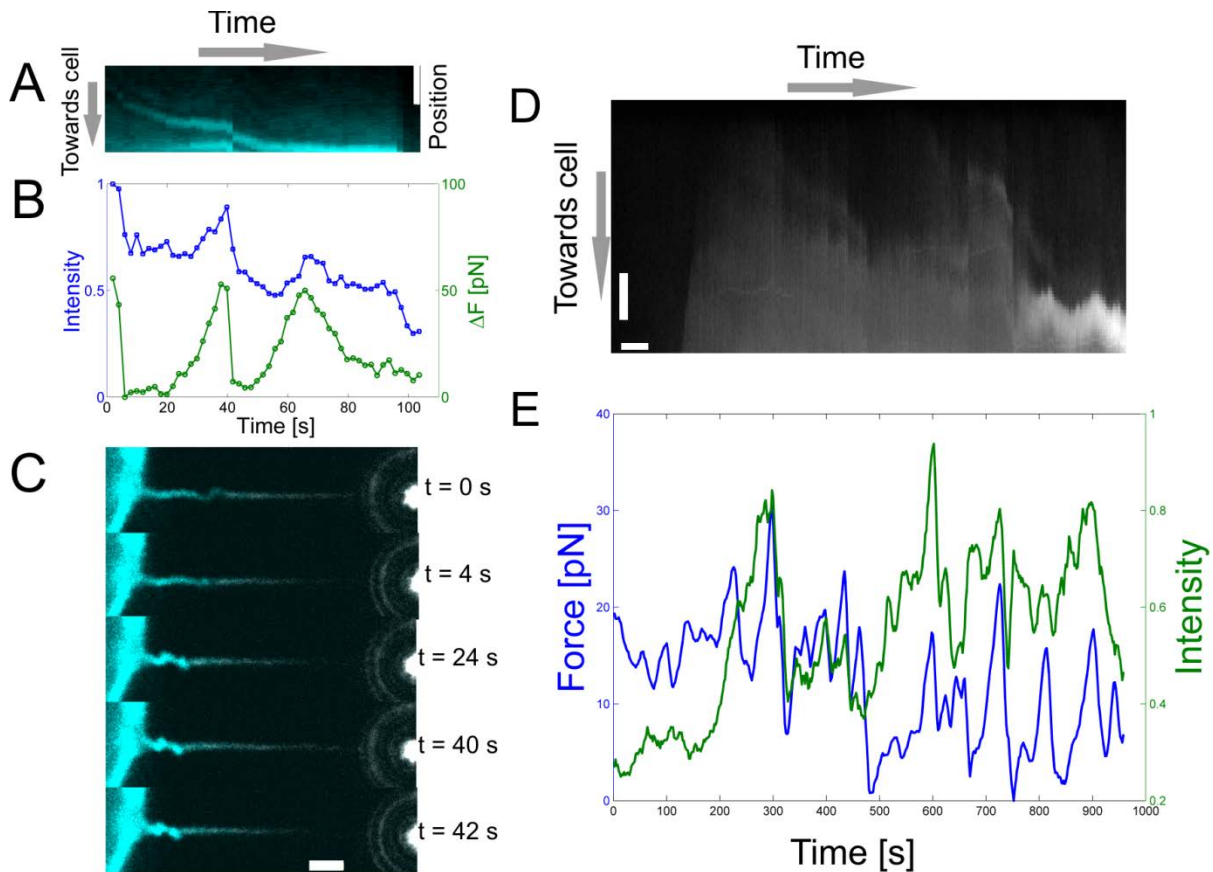 A
Time
Towards cell
Position
B
1
0.5
0
Intensity
100
50
0
ΔF [pN]
0 20 40 60 80 100
Time [s]
C
t = 0 s
t = 4 s
t = 24 s
t = 40 s
t = 42 s
D
Time
Towards cell
E
40
30
20
10
0
Force [pN]
1
0.8
0.6
0.4
0.2
Intensity
0 100 200 300 400 500 600 700 800 900 1000
Time [s]